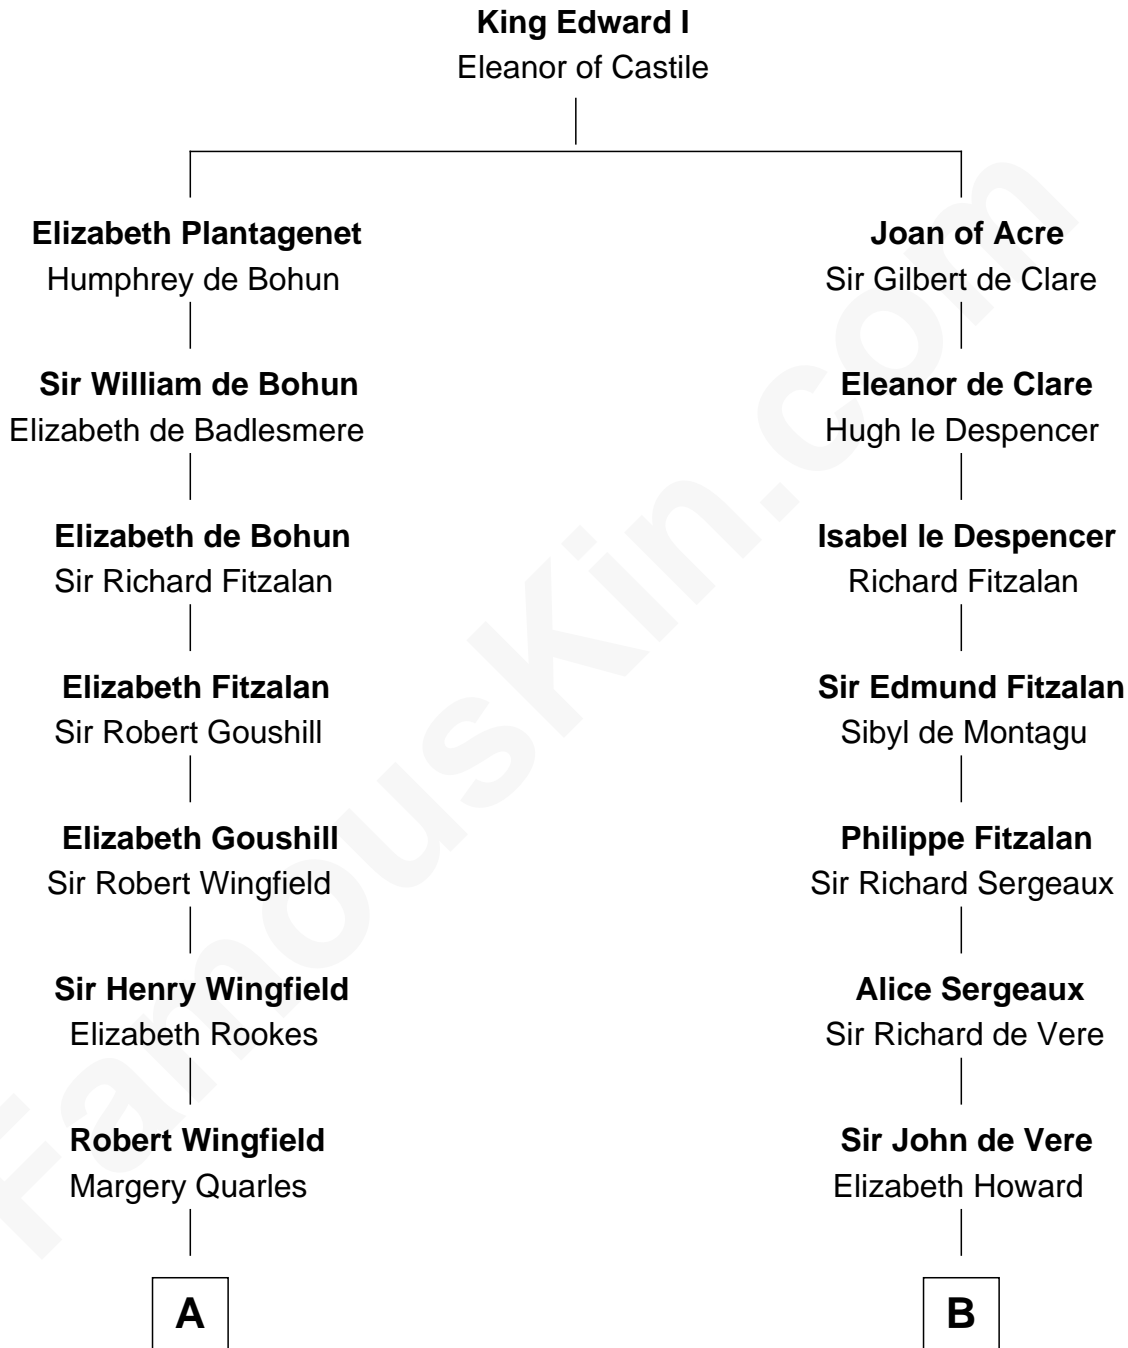 King Edward I
Eleanor of Castile
Elizabeth Plantagenet
Humphrey de Bohun
Joan of Acre
Sir Gilbert de Clare
Sir William de Bohun
Elizabeth de Badlesmere
Eleanor de Clare
Hugh le Despencer
Elizabeth de Bohun
Sir Richard Fitzalan
Isabel le Despencer
Richard Fitzalan
Elizabeth Fitzalan
Sir Robert Goushill
Sir Edmund Fitzalan
Sibyl de Montagu
Elizabeth Goushill
Sir Robert Wingfield
Philippe Fitzalan
Sir Richard Sergeaux
Sir Henry Wingfield
Elizabeth Rookes
Alice Sergeaux
Sir Richard de Vere
Robert Wingfield
Margery Quarles
Sir John de Vere
Elizabeth Howard
A
B
FamousKin.com